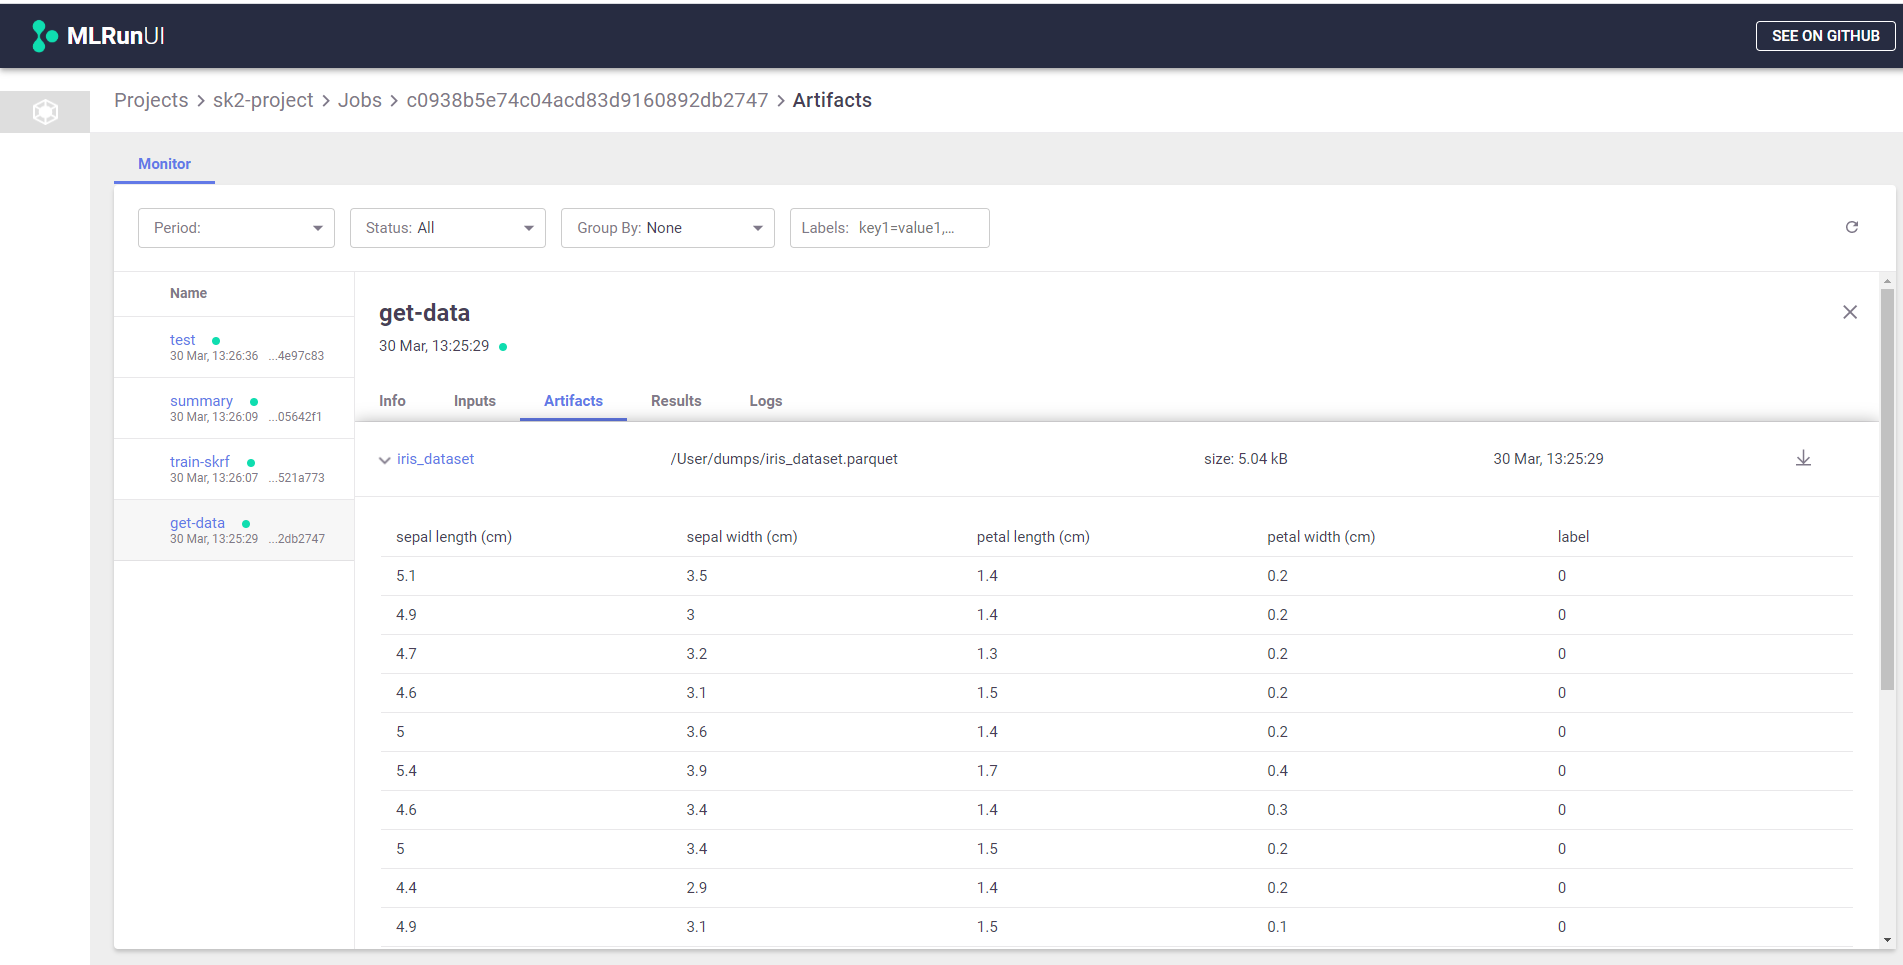 MLRunUI
SEE ON GITHUB
Projects > sk2-project > Jobs > c0938b5e74c04acd83d9160892db2747 > Artifacts
Monitor
Period:
Status: All
Group By: None
Labels: key1=value1,...
Name
test
30 Mar, 13:26:36 ...4e97c83
summary
30 Mar, 13:26:09 ...05642f1
train-skrf
30 Mar, 13:26:07 ...521a773
get-data
30 Mar, 13:25:29 ...2db2747
get-data
30 Mar, 13:25:29
Info Inputs Artifacts Results Logs
iris_dataset /User/dumps/iris_dataset.parquet size: 5.04 kB 30 Mar, 13:25:29
sepal length (cm) sepal width (cm) petal length (cm) petal width (cm) label
5.1 3.5 1.4 0.2 0
4.9 3 1.4 0.2 0
4.7 3.2 1.3 0.2 0
4.6 3.1 1.5 0.2 0
5 3.6 1.4 0.2 0
5.4 3.9 1.7 0.4 0
4.6 3.4 1.4 0.3 0
5 3.4 1.5 0.2 0
4.4 2.9 1.4 0.2 0
4.9 3.1 1.5 0.1 0